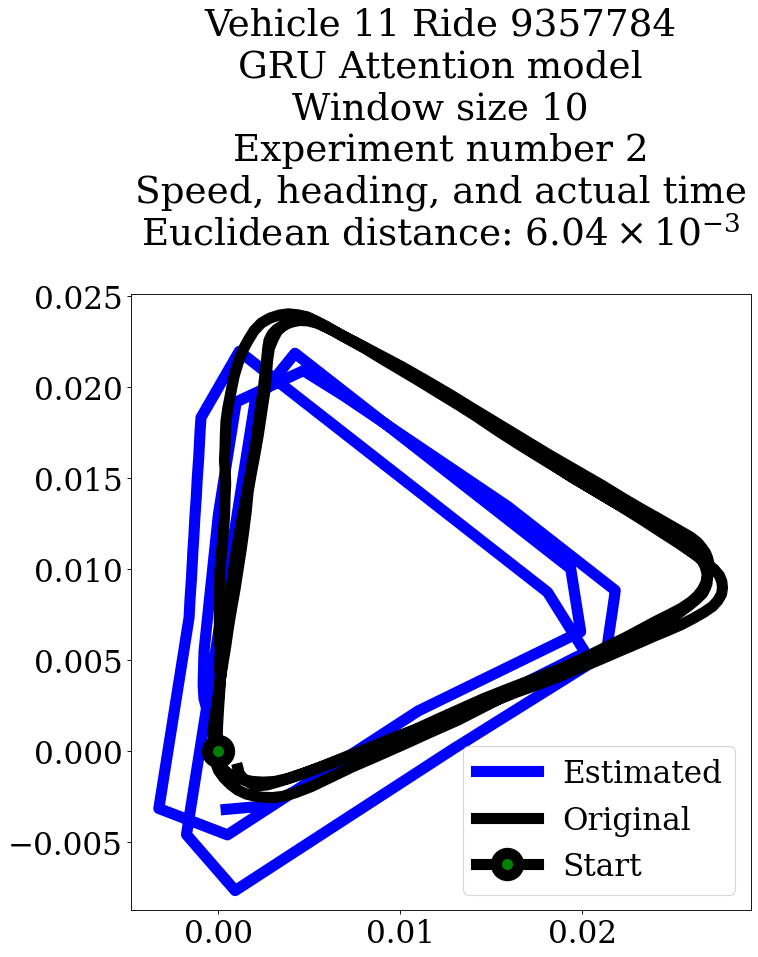 Vehicle 11 Ride 9357784
GRU Attention model
Window size 10
Experiment number 2
Speed, heading, and actual time
Euclidean distance: 6.04 × 10⁻³
0.025
0.020
0.015
0.010
0.005
0.000
−0.005
Estimated
Original
Start
0.00 0.01 0.02